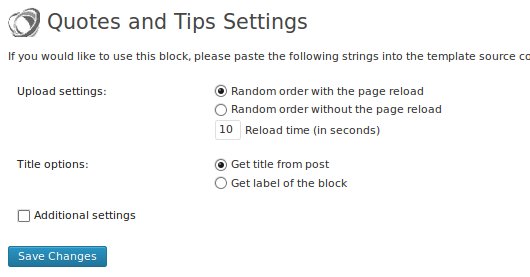 Quotes and Tips Settings
If you would like to use this block, please paste the following strings into the template source
Upload settings:
Random order with the page reload
Random order without the page reload
10 Reload time (in seconds)
Title options:
Get title from post
Get label of the block
Additional settings
Save Changes